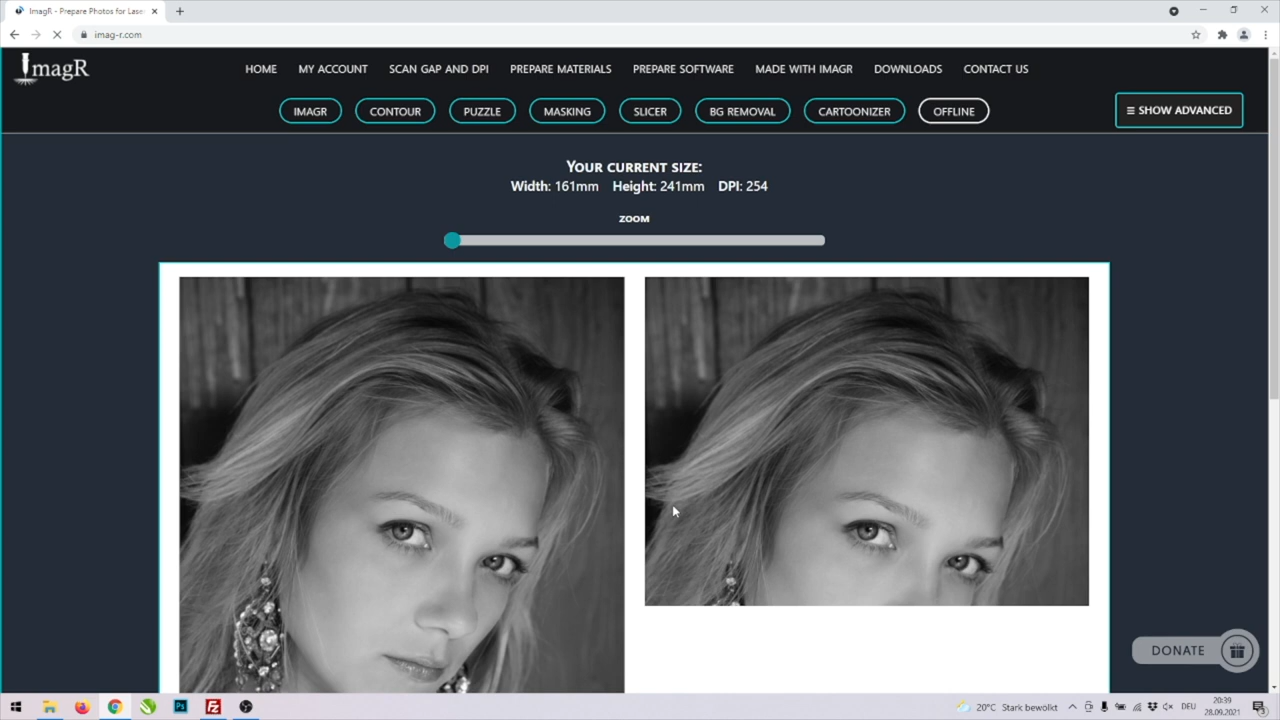 ImagR - Prepare Photos for Lase
imag-r.com
ImagR
HOME MY ACCOUNT SCAN GAP AND DPI PREPARE MATERIALS PREPARE SOFTWARE MADE WITH IMAGR DOWNLOADS CONTACT US
IMAGR CONTOUR PUZZLE MASKING SLICER BG REMOVAL CARTOONIZER OFFLINE
☰ SHOW ADVANCED
YOUR CURRENT SIZE:
Width: 161mm Height: 241mm DPI: 254
ZOOM
DONATE
20°C Stark bewölkt
DEU
20:39
28.09.2021